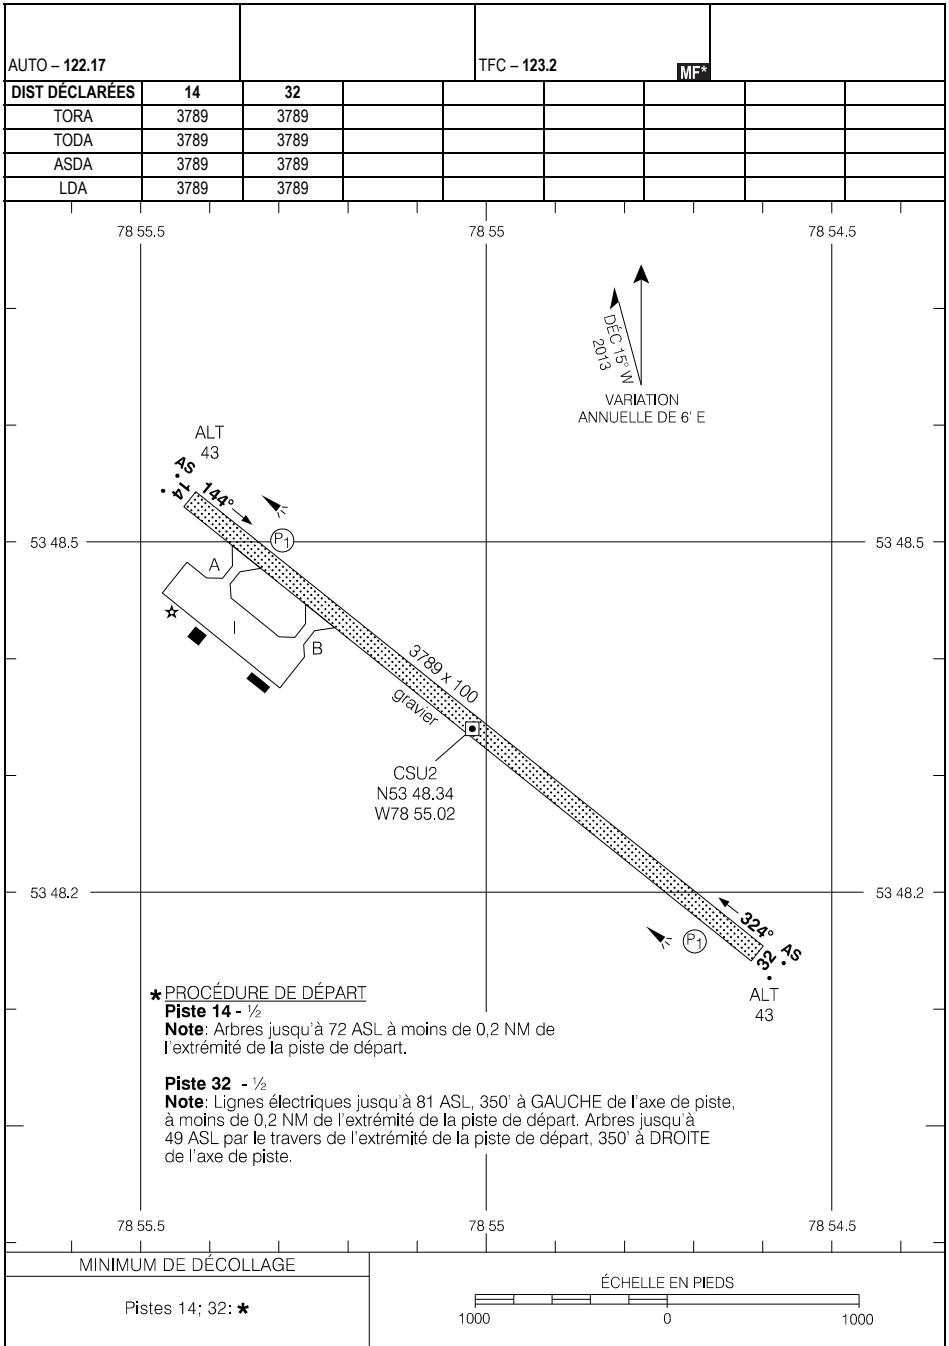 AUTO – 122.17
TFC – 123.2
MF*
DIST DÉCLARÉES 14 32
TORA 3789 3789
TODA 3789 3789
ASDA 3789 3789
LDA 3789 3789
78 55.5 78 55 78 54.5
DÉC 15° W
2013
VARIATION
ANNUELLE DE 6' E
ALT
43
AS
14
144°
P1
53 48.5 53 48.5
A
I
B
3789 x 100
gravier
CSU2
N53 48.34
W78 55.02
53 48.2 53 48.2
324°
P1
32
AS
ALT
43
* PROCÉDURE DE DÉPART
Piste 14 - ½
Note: Arbres jusqu'à 72 ASL à moins de 0,2 NM de
l'extrémité de la piste de départ.
Piste 32 - ½
Note: Lignes électriques jusqu'à 81 ASL, 350' à GAUCHE de l'axe de piste,
à moins de 0,2 NM de l'extrémité de la piste de départ. Arbres jusqu'à
49 ASL par le travers de l'extrémité de la piste de départ, 350' à DROITE
de l'axe de piste.
78 55.5 78 55 78 54.5
MINIMUM DE DÉCOLLAGE
Pistes 14; 32: *
ÉCHELLE EN PIEDS
1000 0 1000